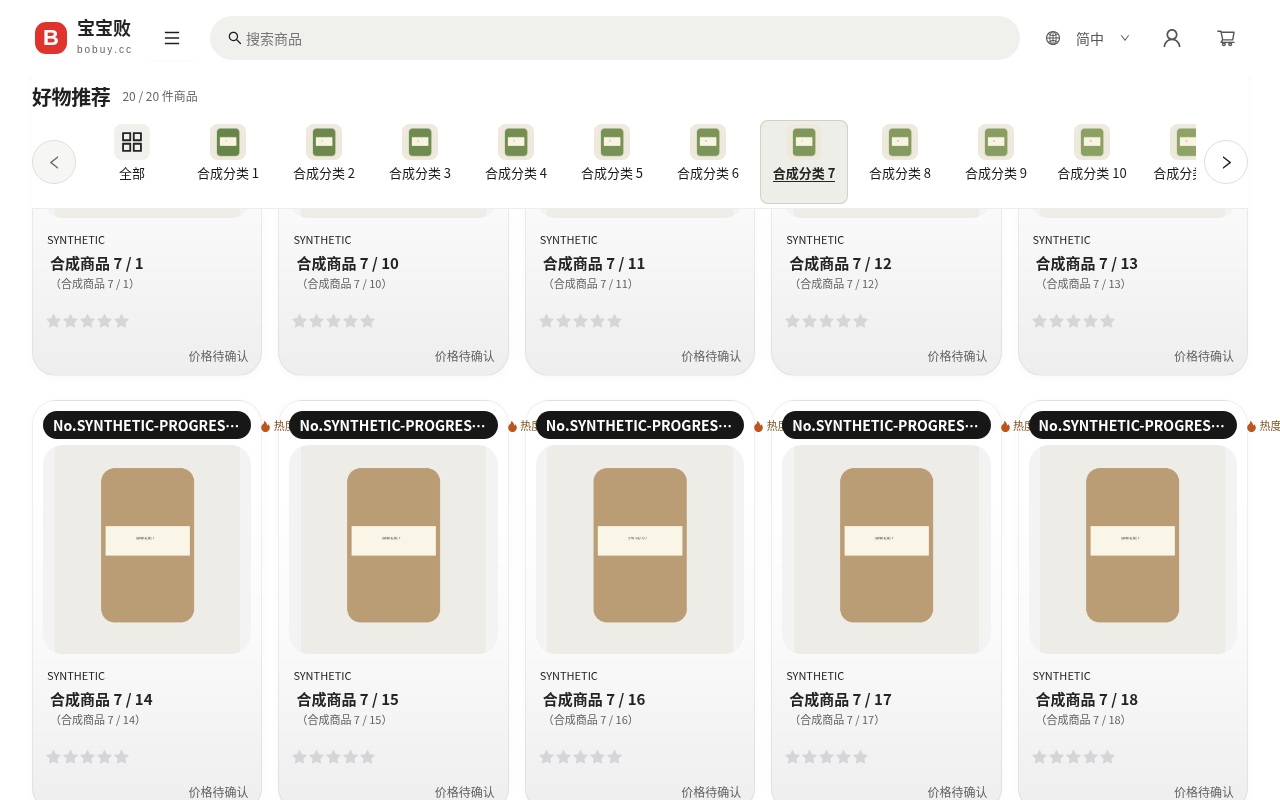 B 宝宝败
bobuy.cc
搜索商品
简中
好物推荐 20 / 20 件商品
全部 合成分类 1 合成分类 2 合成分类 3 合成分类 4 合成分类 5 合成分类 6 合成分类 7 合成分类 8 合成分类 9 合成分类 10 合成分
SYNTHETIC SYNTHETIC SYNTHETIC SYNTHETIC SYNTHETIC
合成商品 7 / 1 合成商品 7 / 10 合成商品 7 / 11 合成商品 7 / 12 合成商品 7 / 13
（合成商品 7 / 1） （合成商品 7 / 10） （合成商品 7 / 11） （合成商品 7 / 12） （合成商品 7 / 13）
价格待确认 价格待确认 价格待确认 价格待确认 价格待确认
No.SYNTHETIC-PROGRES… 热 No.SYNTHETIC-PROGRES… 热 No.SYNTHETIC-PROGRES… 热 No.SYNTHETIC-PROGRES… 热 No.SYNTHETIC-PROGRES… 热度
SYNTHETIC SYNTHETIC SYNTHETIC SYNTHETIC SYNTHETIC
合成商品 7 / 14 合成商品 7 / 15 合成商品 7 / 16 合成商品 7 / 17 合成商品 7 / 18
（合成商品 7 / 14） （合成商品 7 / 15） （合成商品 7 / 16） （合成商品 7 / 17） （合成商品 7 / 18）
价格待确认 价格待确认 价格待确认 价格待确认 价格待确认